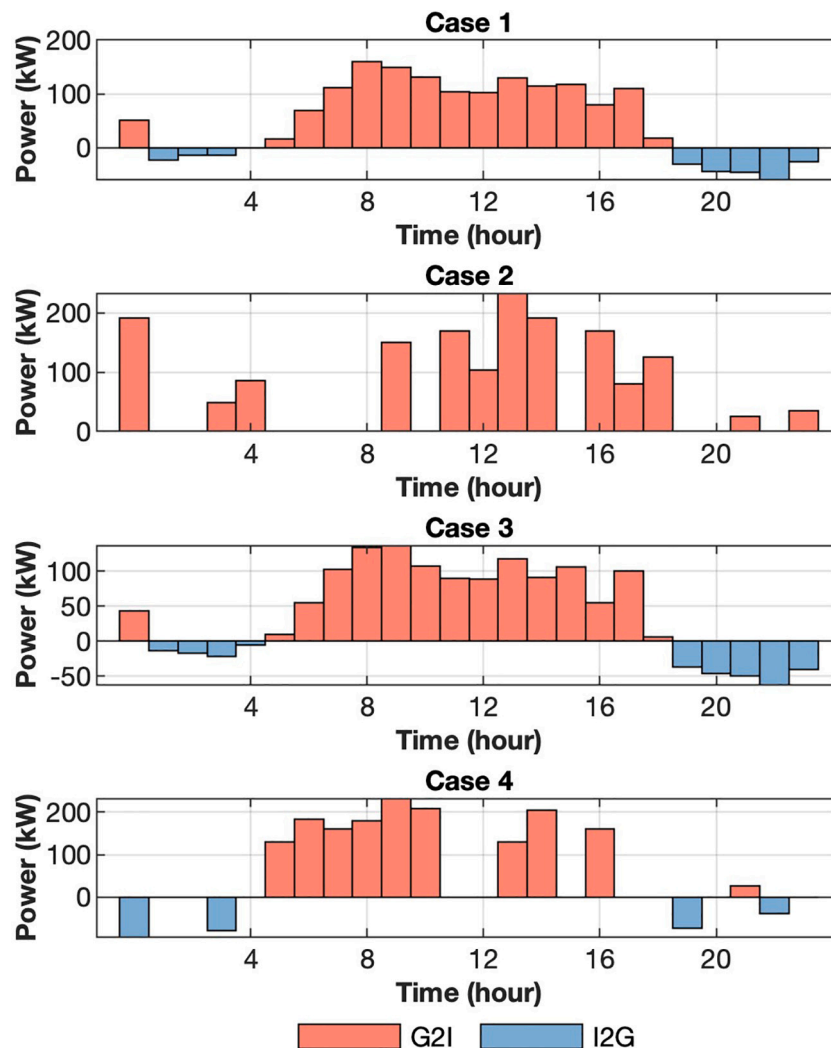 Case 1
Power (kW)
200
100
0
4 8 12 16 20
Time (hour)
Case 2
Power (kW)
200
100
0
4 8 12 16 20
Time (hour)
Case 3
Power (kW)
100
50
0
-50
4 8 12 16 20
Time (hour)
Case 4
Power (kW)
200
100
0
4 8 12 16 20
Time (hour)
G2I I2G